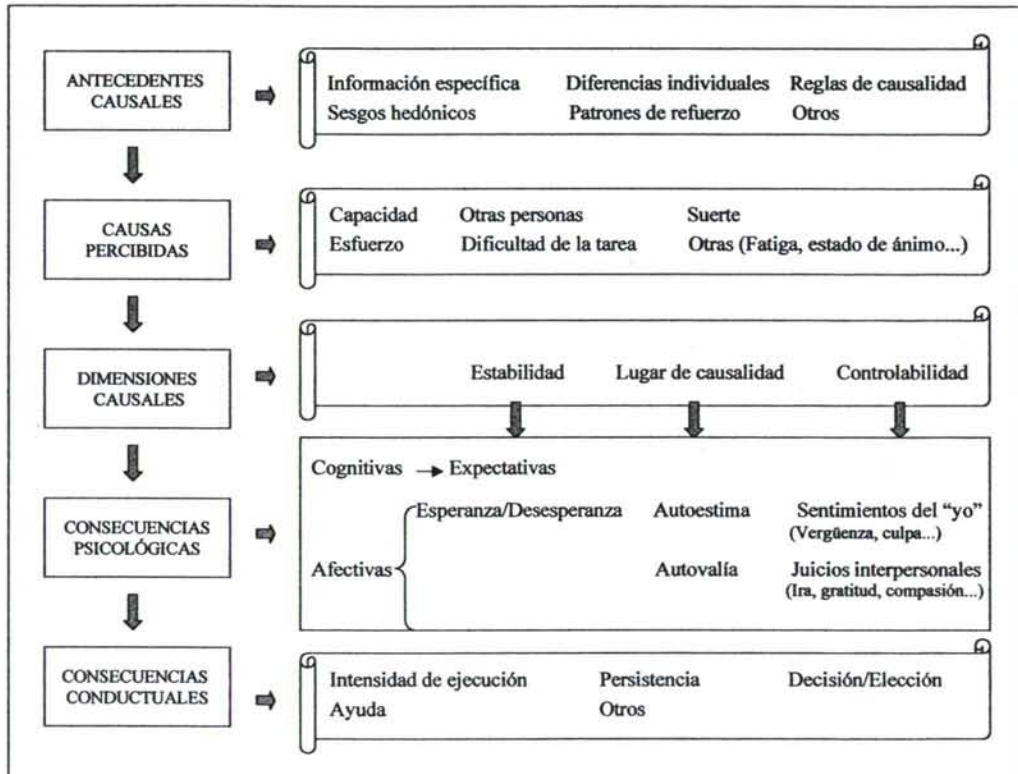 ANTECEDENTES
CAUSALES
Información específica Diferencias individuales Reglas de causalidad
Sesgos hedónicos Patrones de refuerzo Otros
CAUSAS
PERCIBIDAS
Capacidad Otras personas Suerte
Esfuerzo Dificultad de la tarea Otras (Fatiga, estado de ánimo...)
DIMENSIONES
CAUSALES
Estabilidad Lugar de causalidad Controlabilidad
CONSECUENCIAS
PSICOLÓGICAS
Cognitivas → Expectativas
Esperanza/Desesperanza Autoestima Sentimientos del “yo”
(Vergüenza, culpa...)
Afectivas Autovalía Juicios interpersonales
(Ira, gratitud, compasión...)
CONSECUENCIAS
CONDUCTUALES
Intensidad de ejecución Persistencia Decisión/Elección
Ayuda Otros